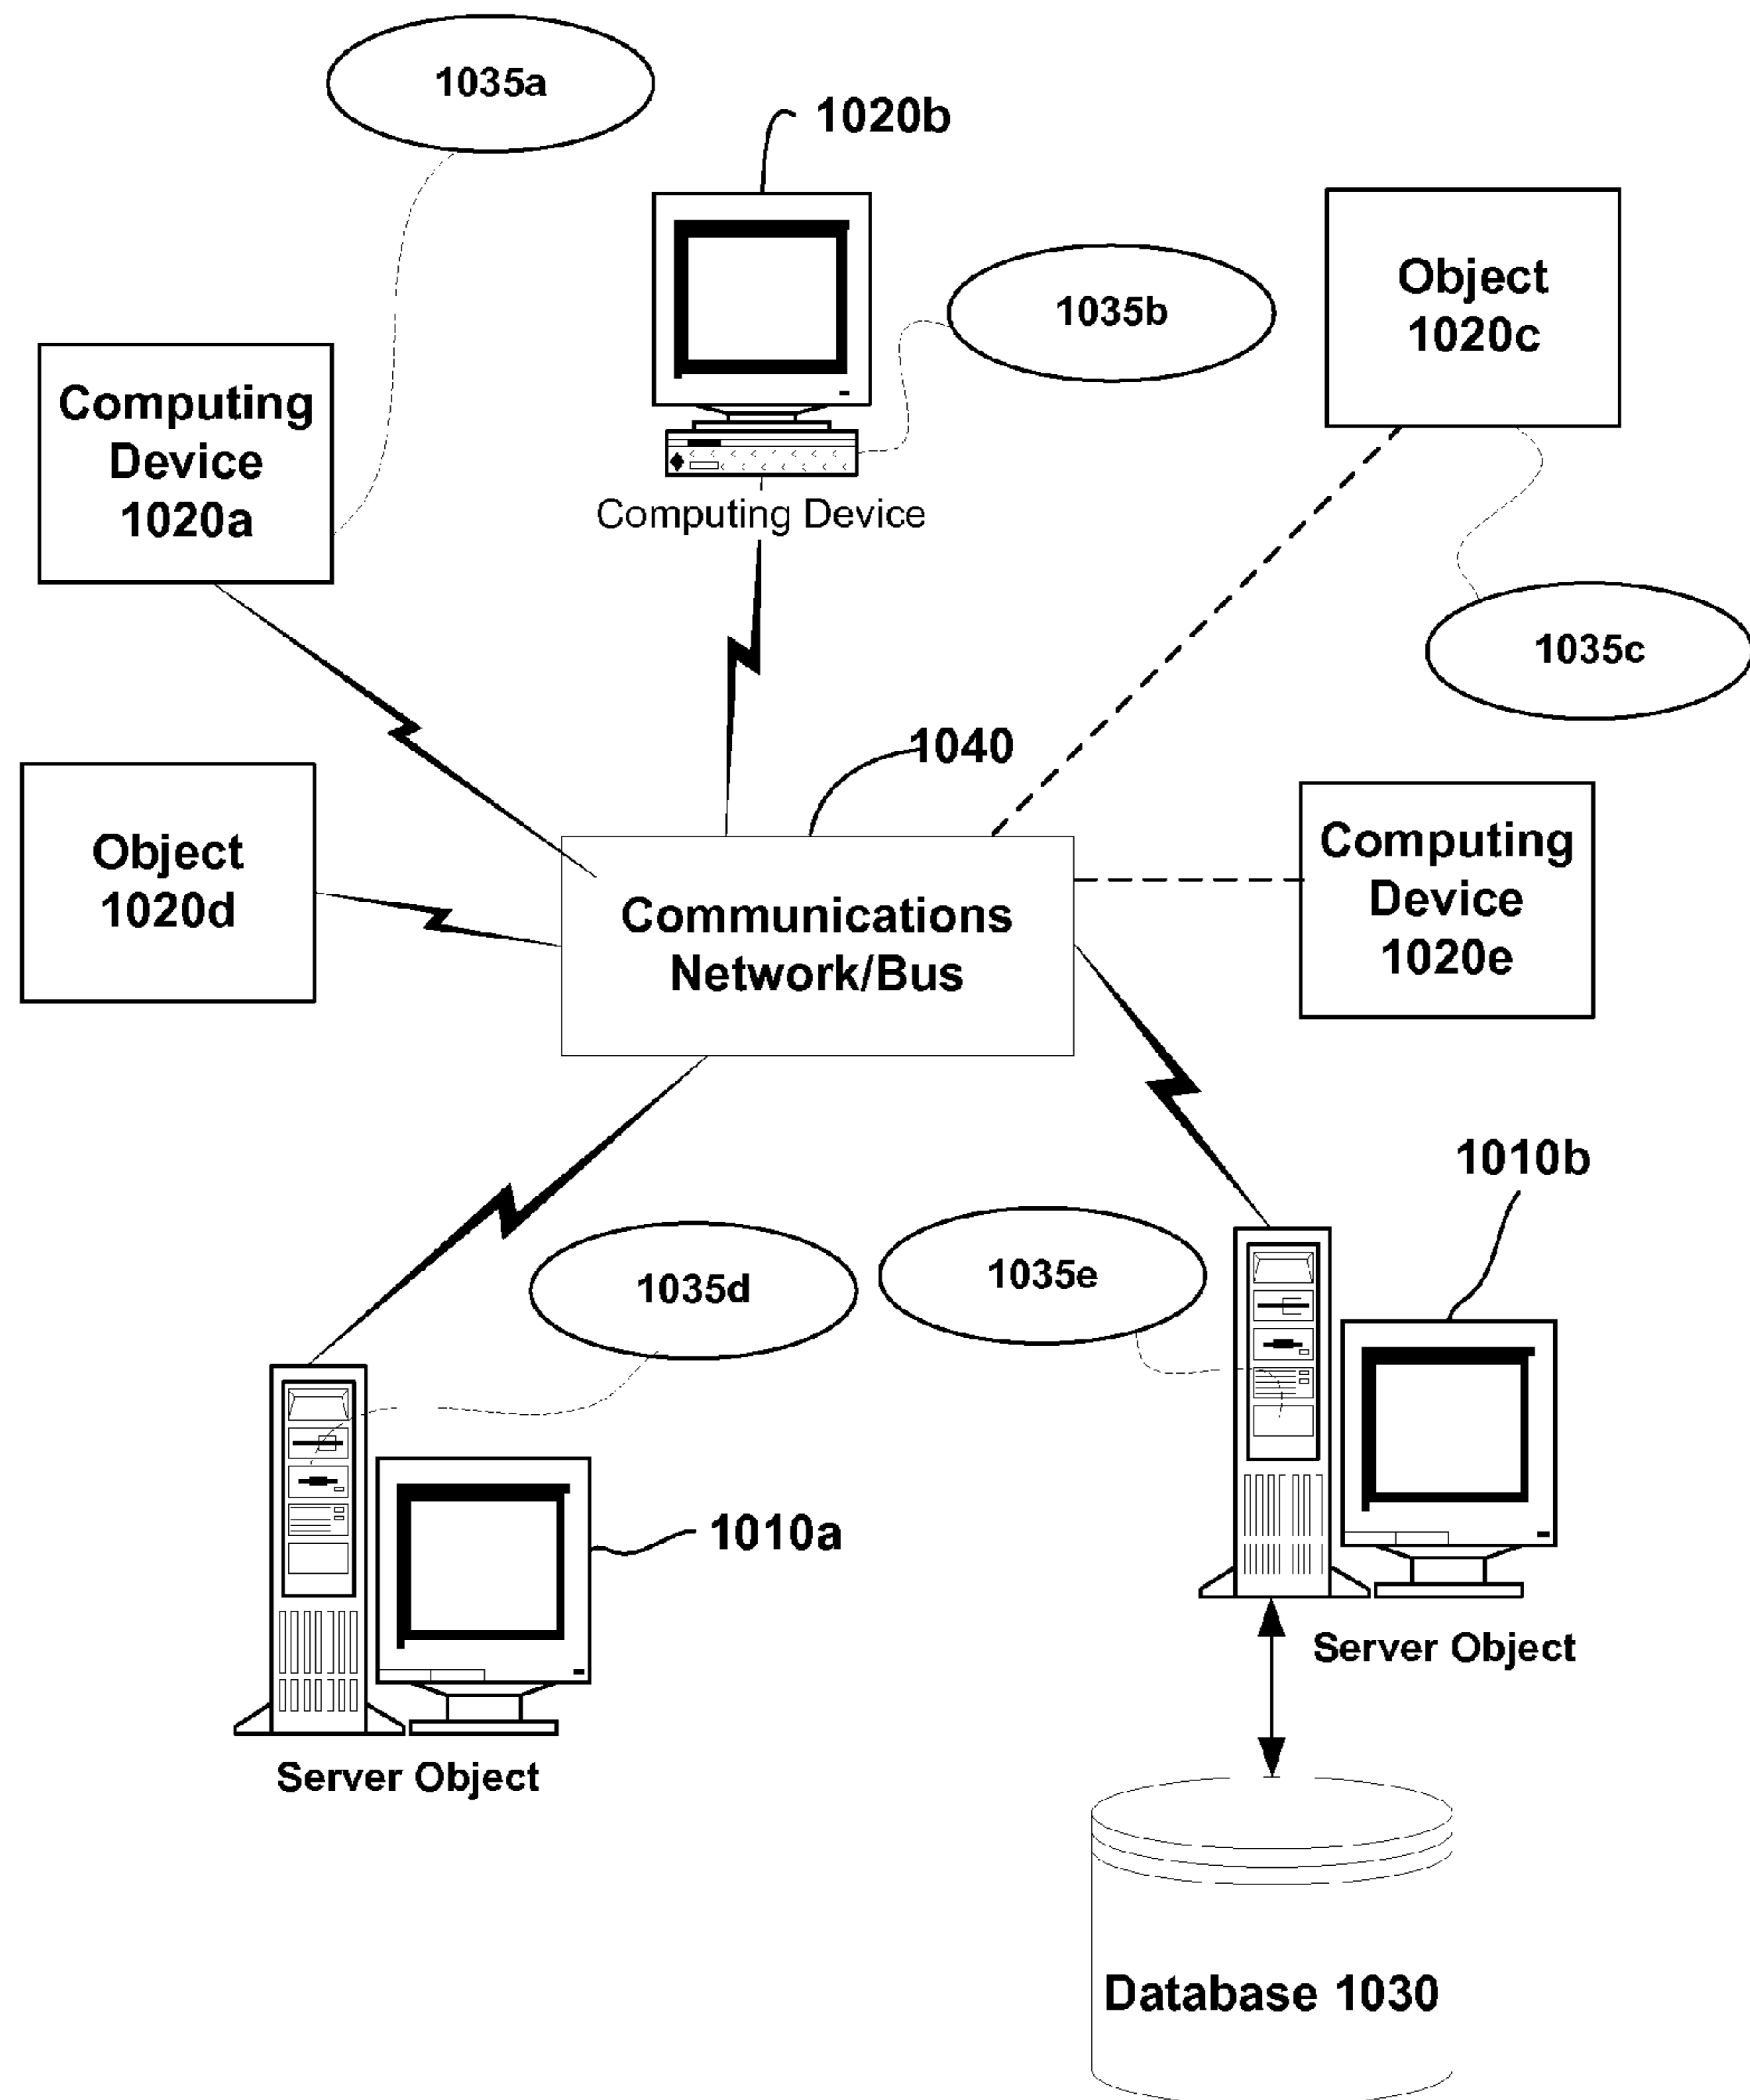 1035a
1020b
Object
1020c
1035b
Computing
Device
1020a
Computing Device
1035c
1040
Object
1020d
Computing
Device
1020e
Communications
Network/Bus
1010b
1035d
1035e
1010a
Server Object
Server Object
Database 1030